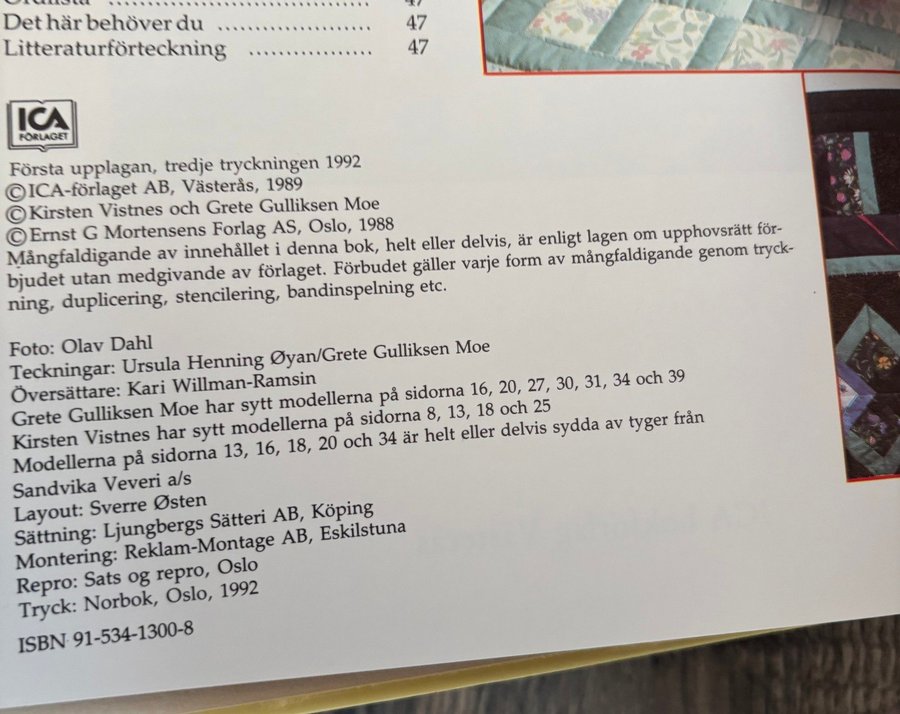 Ordlista ........................ 47
Det här behöver du ...................... 47
Litteraturförteckning .................. 47
ICA
FÖRLAGET
Första upplagan, tredje tryckningen 1992
©ICA-förlaget AB, Västerås, 1989
©Kirsten Vistnes och Grete Gulliksen Moe
©Ernst G Mortensens Forlag AS, Oslo, 1988
Mångfaldigande av innehållet i denna bok, helt eller delvis, är enligt lagen om upphovsrätt för-
bjudet utan medgivande av förlaget. Förbudet gäller varje form av mångfaldigande genom tryck-
ning, duplicering, stencilering, bandinspelning etc.
Foto: Olav Dahl
Teckningar: Ursula Henning Øyan/Grete Gulliksen Moe
Översättare: Kari Willman-Ramsin
Grete Gulliksen Moe har sytt modellerna på sidorna 16, 20, 27, 30, 31, 34 och 39
Kirsten Vistnes har sytt modellerna på sidorna 8, 13, 18 och 25
Modellerna på sidorna 13, 16, 18, 20 och 34 är helt eller delvis sydda av tyger från
Sandvika Veveri a/s
Layout: Sverre Østen
Sättning: Ljungbergs Sätteri AB, Köping
Montering: Reklam-Montage AB, Eskilstuna
Repro: Sats og repro, Oslo
Tryck: Norbok, Oslo, 1992
ISBN 91-534-1300-8